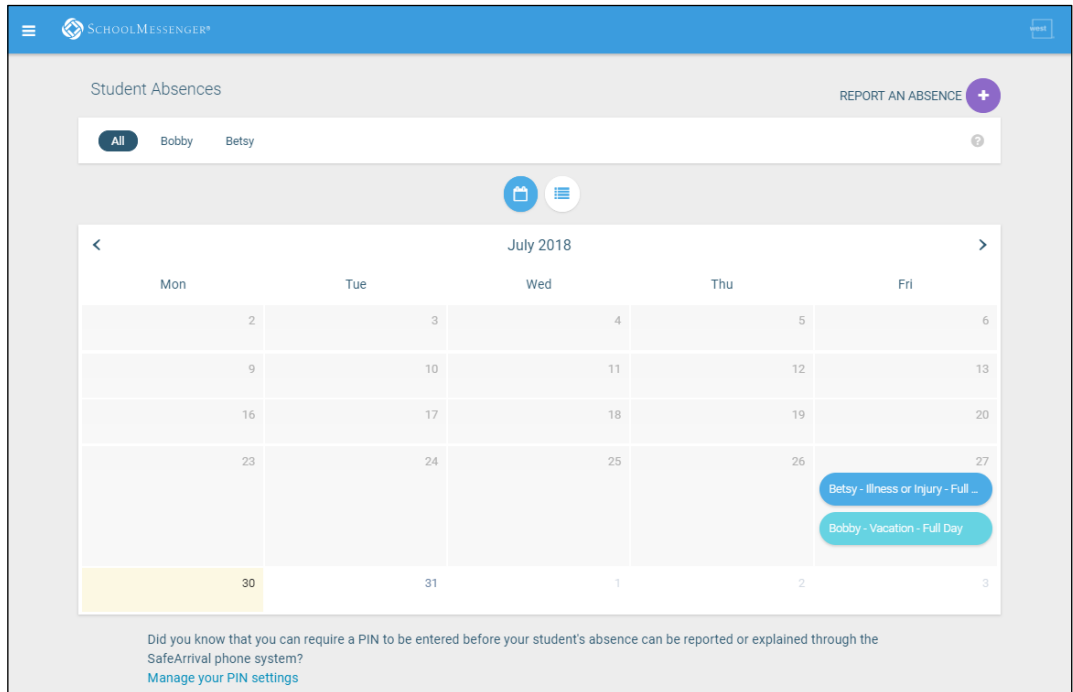 SCHOOLMESSENGER®
west
Student Absences
REPORT AN ABSENCE +
All Bobby Betsy ?
July 2018
Mon Tue Wed Thu Fri
2 3 4 5 6
9 10 11 12 13
16 17 18 19 20
23 24 25 26 27
Betsy - Illness or Injury - Full ...
Bobby - Vacation - Full Day
30 31 1 2 3
Did you know that you can require a PIN to be entered before your student's absence can be reported or explained through the
SafeArrival phone system?
Manage your PIN settings